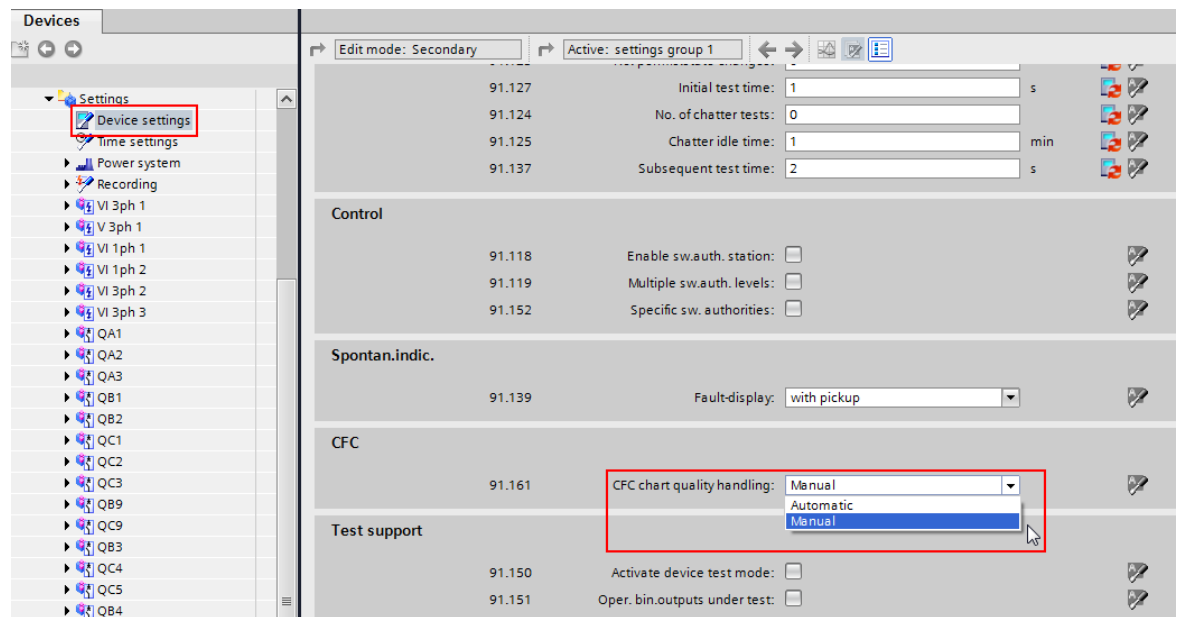 Devices
Edit mode: Secondary
Active: settings group 1
91.127 Initial test time: 1 s
91.124 No. of chatter tests: 0
91.125 Chatter idle time: 1 min
91.137 Subsequent test time: 2 s
Control
91.118 Enable sw.auth. station:
91.119 Multiple sw.auth. levels:
91.152 Specific sw. authorities:
Spontan.indic.
91.139 Fault-display: with pickup
CFC
91.161 CFC chart quality handling: Manual
Automatic
Manual
Test support
91.150 Activate device test mode:
91.151 Oper. bin.outputs under test:
Settings
Device settings
Time settings
Power system
Recording
VI 3ph 1
V 3ph 1
VI 1ph 1
VI 1ph 2
VI 3ph 2
VI 3ph 3
QA1
QA2
QA3
QB1
QB2
QC1
QC2
QC3
QB9
QC9
QB3
QC4
QC5
QB4